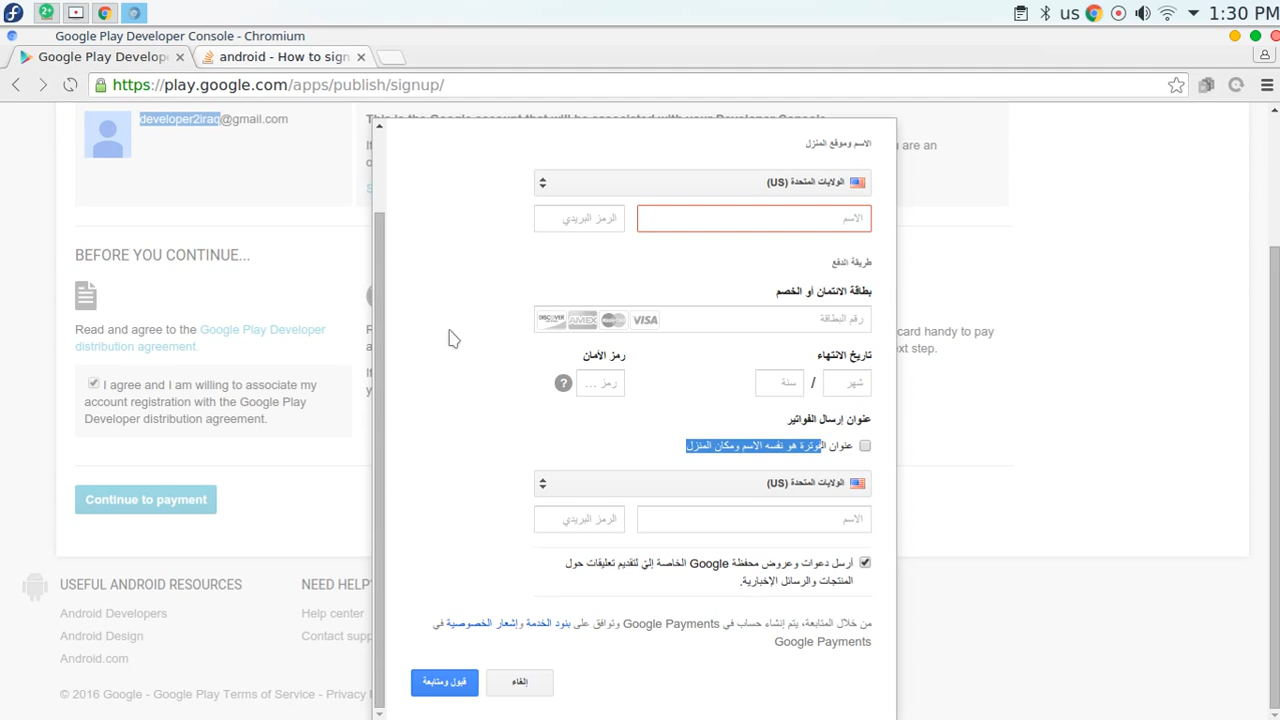 1:30 PM
us
Google Play Developer Console - Chromium
Google Play Develope
android - How to sign
https://play.google.com/apps/publish/signup/
developer2iraq@gmail.com
This is the Google account that will be associated with your Developer Console.
If
are an
BEFORE YOU CONTINUE...
Read and agree to the Google Play Developer
distribution agreement.
I agree and I am willing to associate my
account registration with the Google Play
Developer distribution agreement.
card handy to pay
ext step.
Continue to payment
USEFUL ANDROID RESOURCES
Android Developers
Android Design
Android.com
NEED HELP
Help center
Contact supp
© 2016 Google - Google Play Terms of Service - Privacy
الاسم وموقع المنزل
الولايات المتحدة (US)
الاسم
الرمز البريدي
طريقة الدفع
بطاقة الائتمان أو الخصم
رقم البطاقة
VISA
AMEX
DISCOVER
تاريخ الانتهاء
رمز الأمان
شهر / سنة
رمز ...
?
عنوان إرسال الفواتير
عنوان الفوترة هو نفسه الاسم ومكان المنزل
الولايات المتحدة (US)
الاسم
الرمز البريدي
أرسل دعوات وعروض محفظة Google الخاصة إليّ لتقديم تعليقات حول
المنتجات والرسائل الإخبارية.
من خلال المتابعة، يتم إنشاء حساب في Google Payments وتوافق على بنود الخدمة وإشعار الخصوصية في
Google Payments
إلغاء
قبول ومتابعة